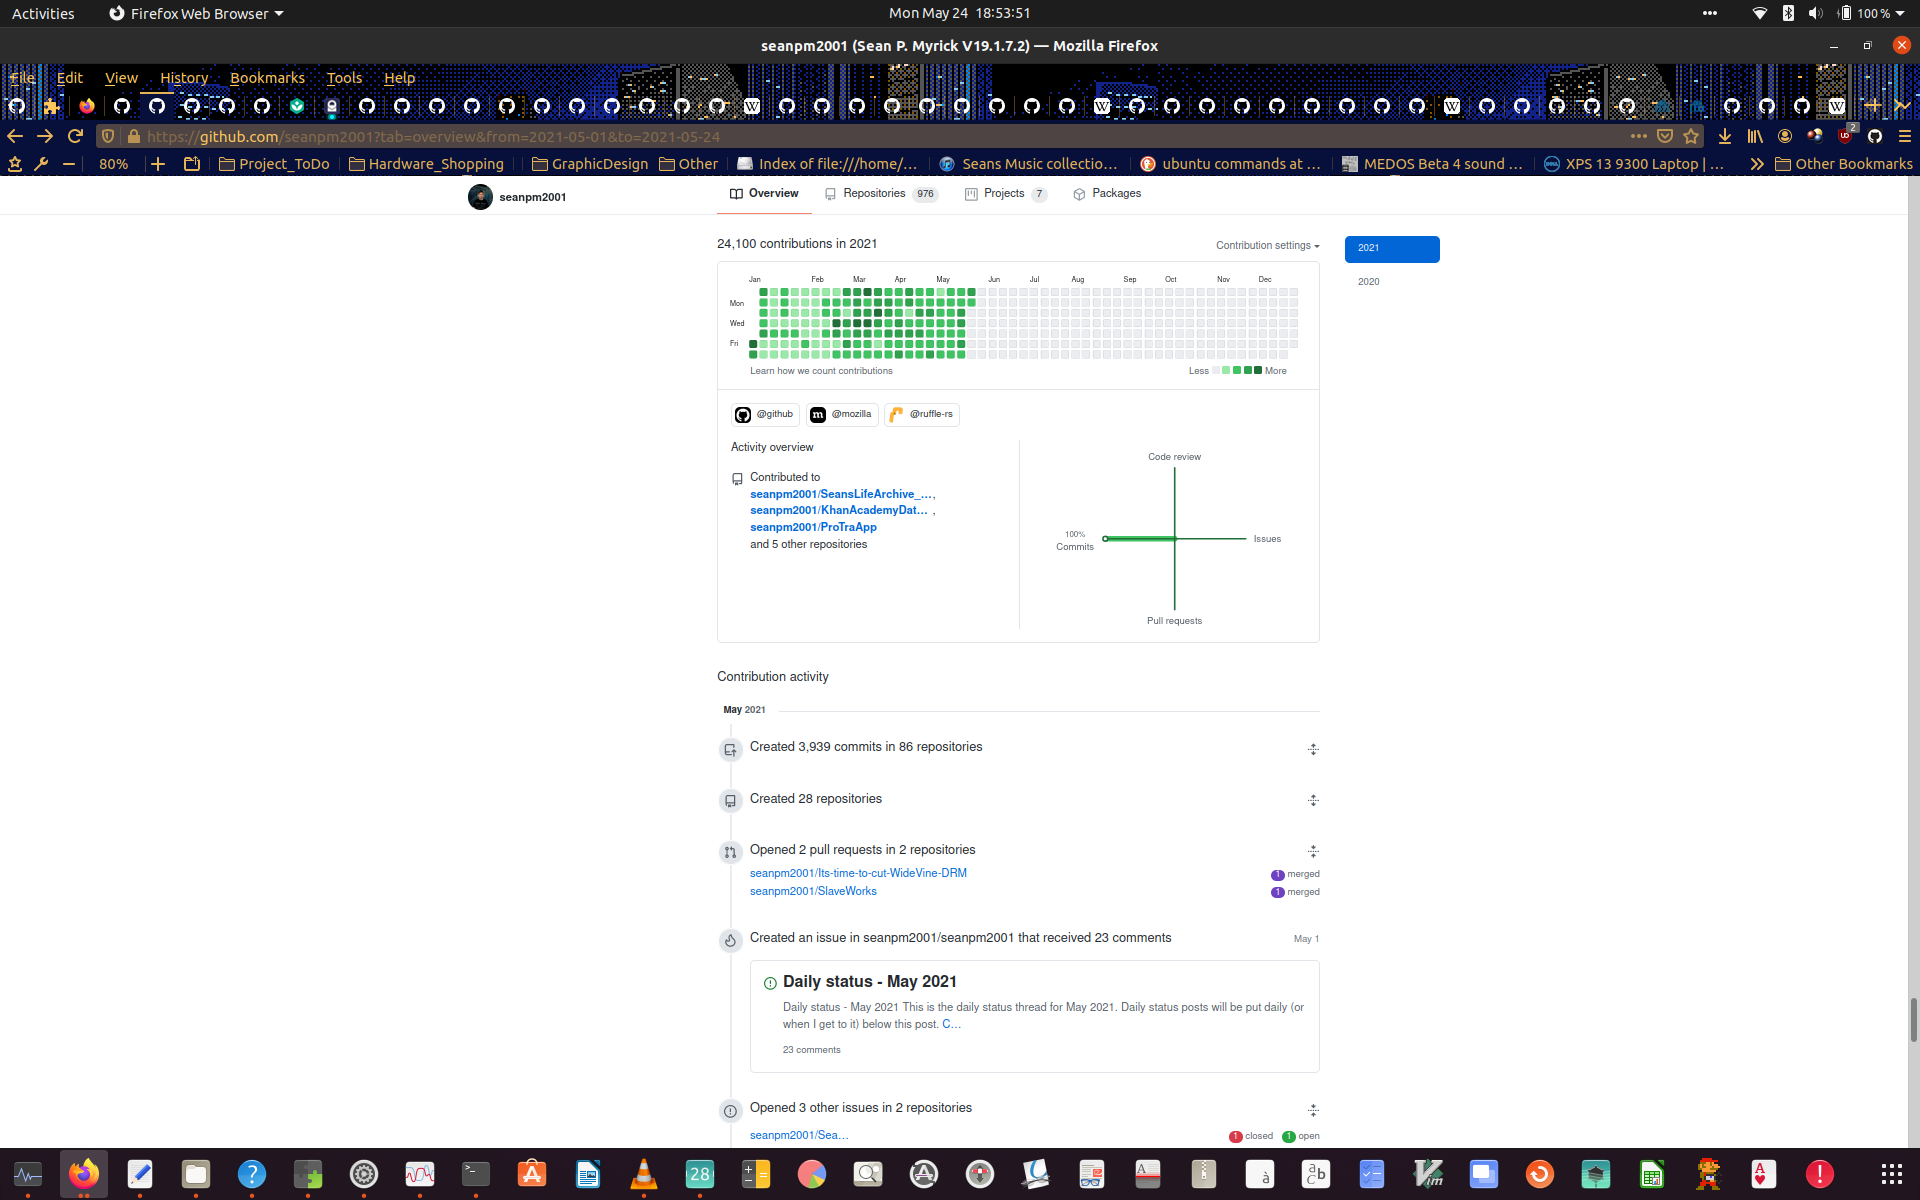 Activities Firefox Web Browser Mon May 24 18:53:51 100 %
seanpm2001 (Sean P. Myrick V19.1.7.2) — Mozilla Firefox
File Edit View History Bookmarks Tools Help
https://github.com/seanpm2001?tab=overview&from=2021-05-01&to=2021-05-24 2
80% Project_ToDo Hardware_Shopping GraphicDesign Other Index of file:///home/… Seans Music collectio… ubuntu commands at … MEDOS Beta 4 sound … XPS 13 9300 Laptop | … Other Bookmarks
seanpm2001 Overview Repositories 976 Projects 7 Packages
24,100 contributions in 2021 Contribution settings 2021
2020
Jan Feb Mar Apr May Jun Jul Aug Sep Oct Nov Dec
Mon
Wed
Fri
Learn how we count contributions Less More
@github @mozilla @ruffle-rs
Activity overview
Contributed to
seanpm2001/SeansLifeArchive_…,
seanpm2001/KhanAcademyDat… ,
seanpm2001/ProTraApp
and 5 other repositories
Code review
100%
Commits
Issues
Pull requests
Contribution activity
May 2021
Created 3,939 commits in 86 repositories
Created 28 repositories
Opened 2 pull requests in 2 repositories
seanpm2001/Its-time-to-cut-WideVine-DRM 1 merged
seanpm2001/SlaveWorks 1 merged
Created an issue in seanpm2001/seanpm2001 that received 23 comments May 1
Daily status - May 2021
Daily status - May 2021 This is the daily status thread for May 2021. Daily status posts will be put daily (or
when I get to it) below this post. C…
23 comments
Opened 3 other issues in 2 repositories
seanpm2001/Sea… 1 closed 1 open
28